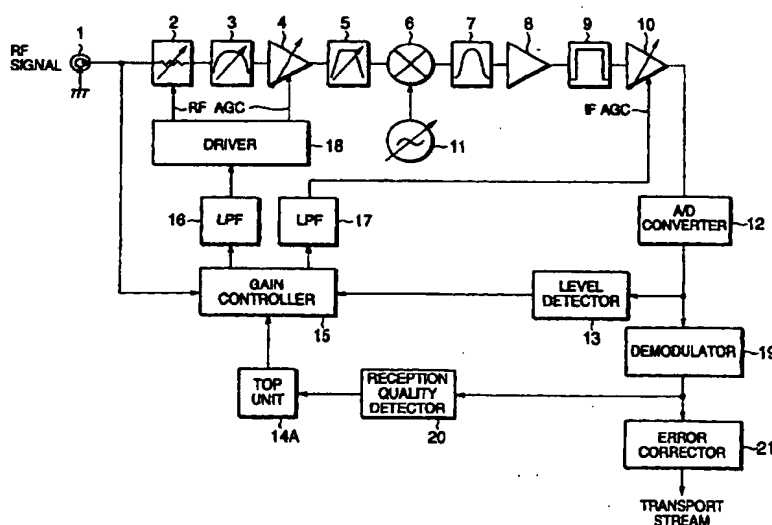 1 2 3 4 5 6 7 8 9 10
RF
SIGNAL
RF AGC
IF AGC
DRIVER
18
11
16 LPF
LPF 17
A/D
CONVERTER
12
GAIN
CONTROLLER
15
LEVEL
DETECTOR
13
DEMODULATOR
19
TOP
UNIT
14A
RECEPTION
QUALITY
DETECTOR
20
ERROR
CORRECTOR
21
TRANSPORT
STREAM